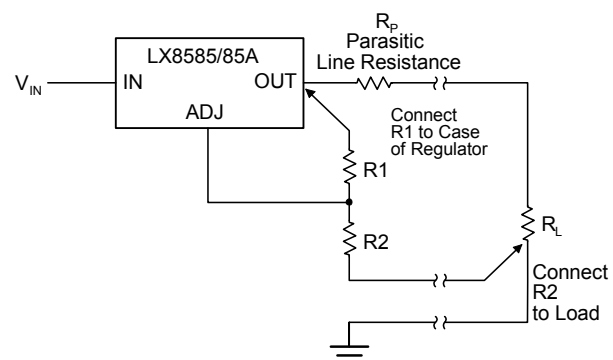 LX8585/85A
V_IN
IN
OUT
ADJ
R_P
Parasitic
Line Resistance
Connect
R1 to Case
of Regulator
R1
R2
R_L
Connect
R2
to Load